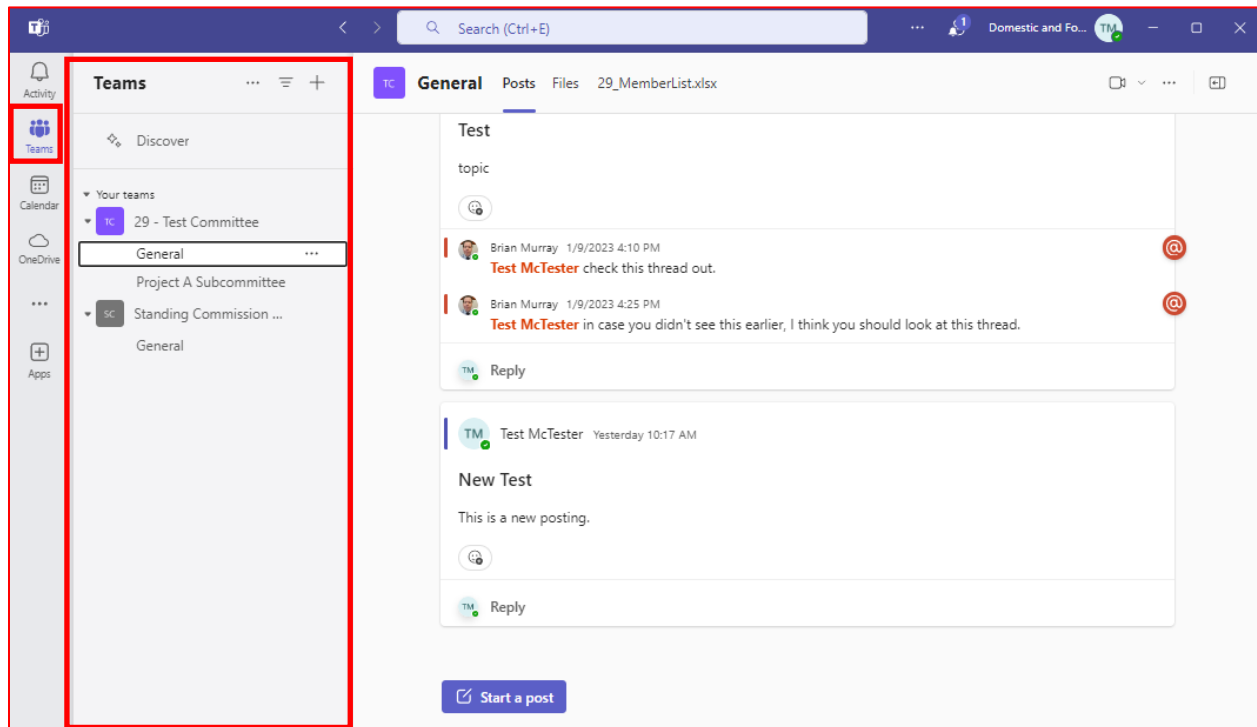 Search (Ctrl+E)
1
Domestic and Fo...
TM
Activity
Teams
Calendar
OneDrive
Apps
Teams
Discover
Your teams
TC
29 - Test Committee
General
Project A Subcommittee
SC
Standing Commission ...
General
TC
General Posts Files 29_MemberList.xlsx
Test
topic
Brian Murray 1/9/2023 4:10 PM
Test McTester check this thread out.
@
Brian Murray 1/9/2023 4:25 PM
Test McTester in case you didn't see this earlier, I think you should look at this thread.
@
TM Reply
TM Test McTester Yesterday 10:17 AM
New Test
This is a new posting.
TM Reply
Start a post